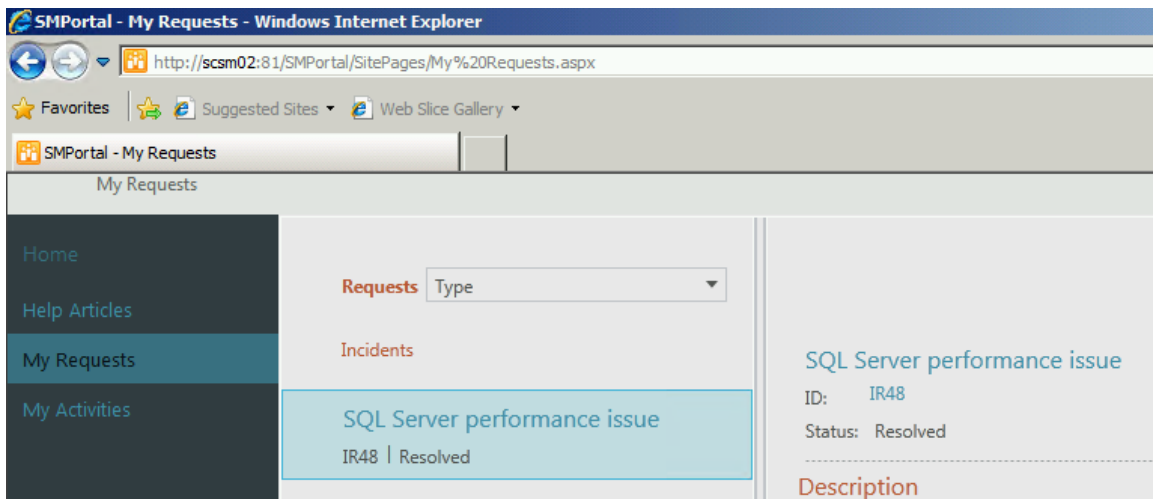 SMPortal - My Requests - Windows Internet Explorer
http://scsm02:81/SMPortal/SitePages/My%20Requests.aspx
Favorites Suggested Sites Web Slice Gallery
SMPortal - My Requests
My Requests
Home
Help Articles
My Requests
My Activities
Requests Type
Incidents
SQL Server performance issue
IR48 | Resolved
SQL Server performance issue
ID: IR48
Status: Resolved
Description